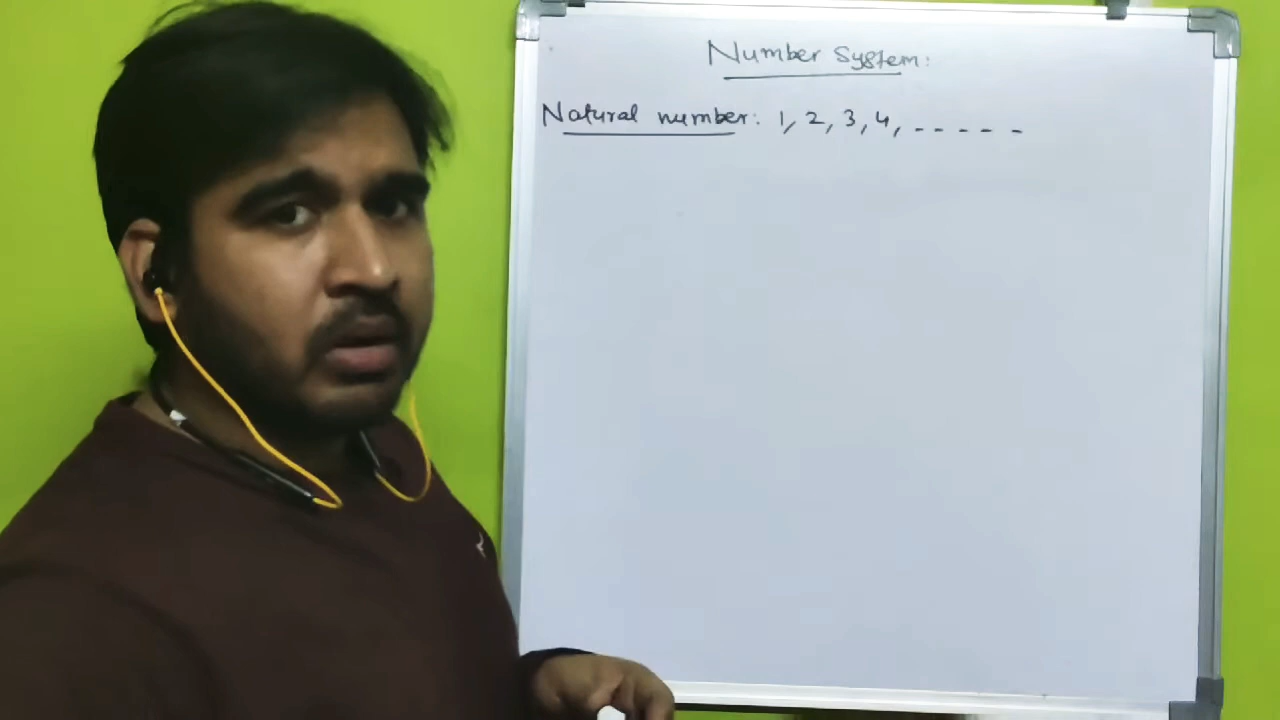 Number System:
Natural number: 1, 2, 3, 4, - - - - -